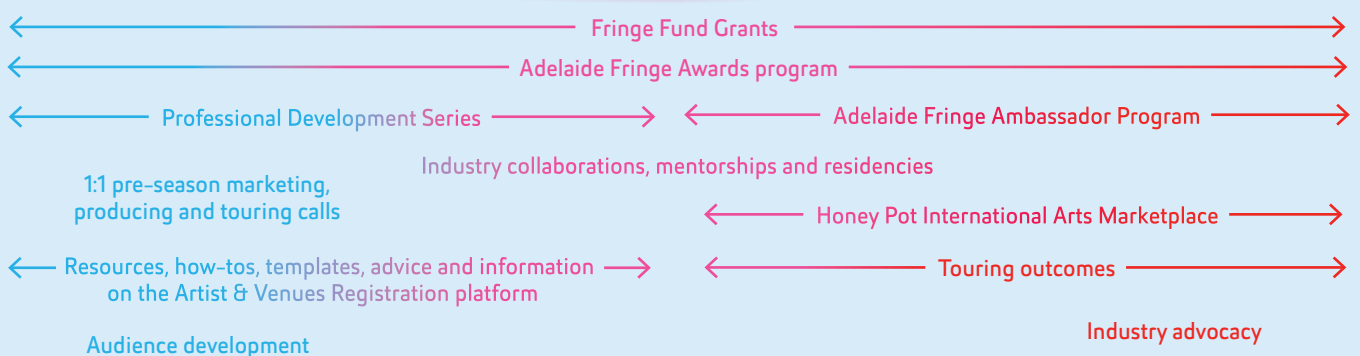 Fringe Fund Grants
Adelaide Fringe Awards program
Professional Development Series
Adelaide Fringe Ambassador Program
Industry collaborations, mentorships and residencies
1:1 pre-season marketing,
producing and touring calls
Honey Pot International Arts Marketplace
Resources, how-tos, templates, advice and information
on the Artist & Venues Registration platform
Touring outcomes
Industry advocacy
Audience development